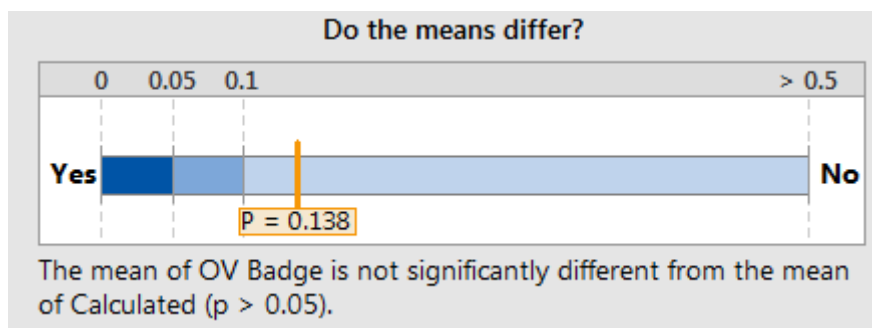 Do the means differ?
0 0.05 0.1 > 0.5
Yes No
P = 0.138
The mean of OV Badge is not significantly different from the mean
of Calculated (p > 0.05).